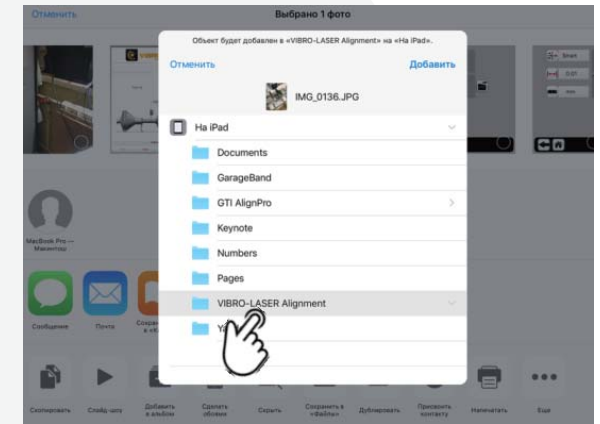 Отменить
Выбрано 1 фото
Объект будет добавлен в «VIBRO-LASER Alignment» на «На iPad».
Отменить
Добавить
IMG_0136.JPG
На iPad
Documents
GarageBand
GTI AlignPro
Keynote
Numbers
Pages
VIBRO-LASER Alignment
MacBook Pro —
Сообщение
Почта
Скопировать
Слайд-шоу
Добавить
в альбом
Сделать
обоями
Скрыть
Сохранить в
«Файлы»
Дублировать
Присвоить
контакту
Напечатать
Еще